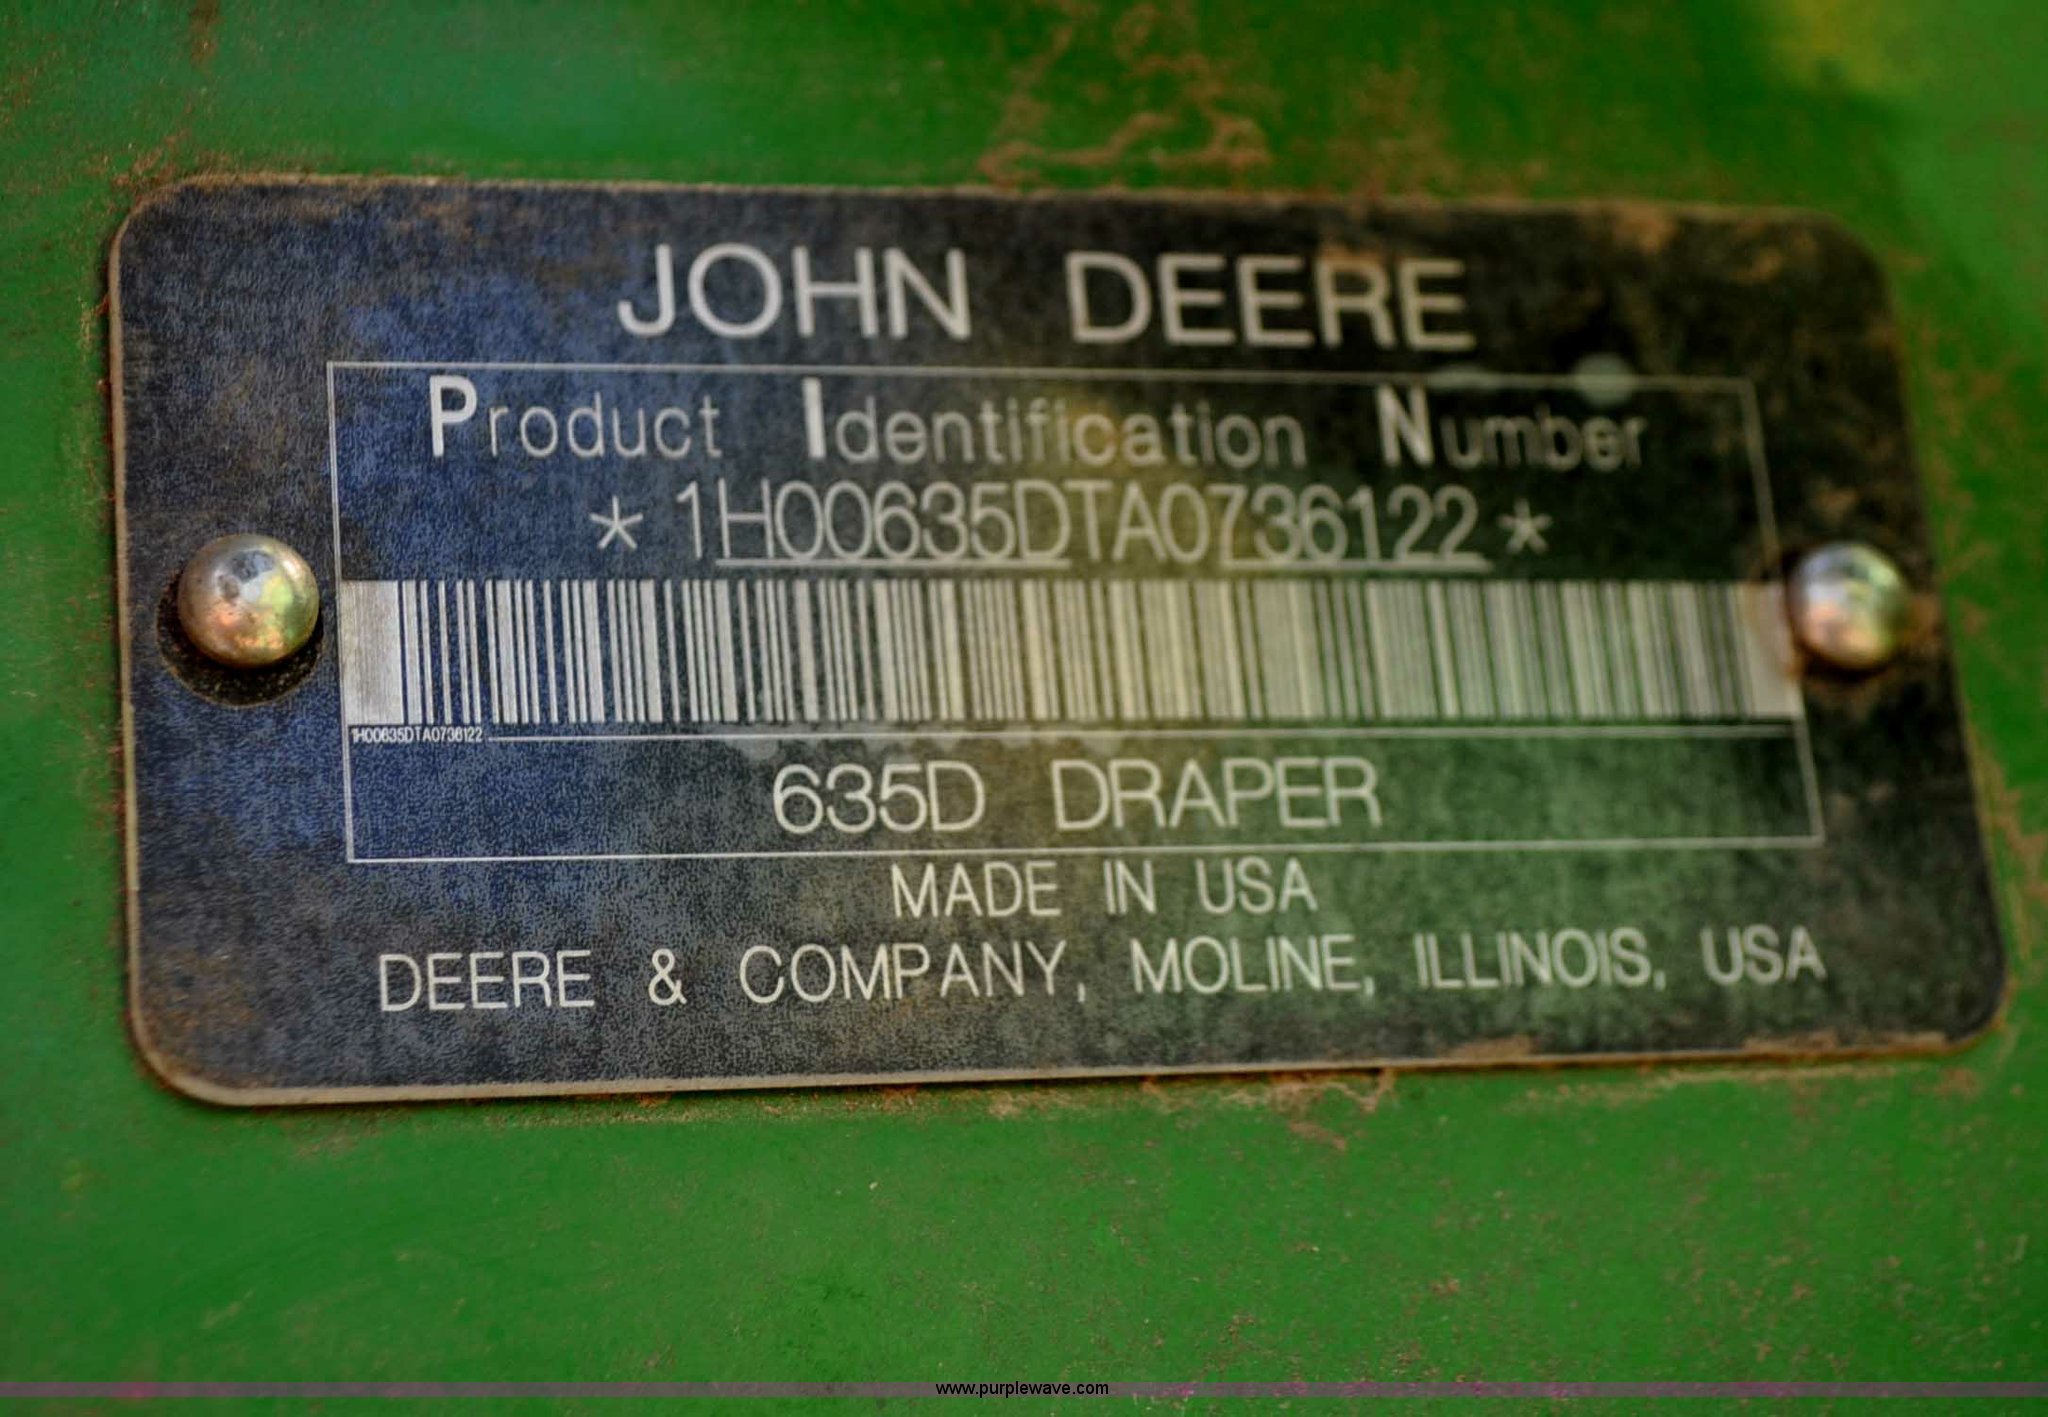 JOHN DEERE
Product Identification Number
*1H00635DTA0736122*
1H00635DTA0736122
635D DRAPER
MADE IN USA
DEERE & COMPANY, MOLINE, ILLINOIS, USA
www.purplewave.com